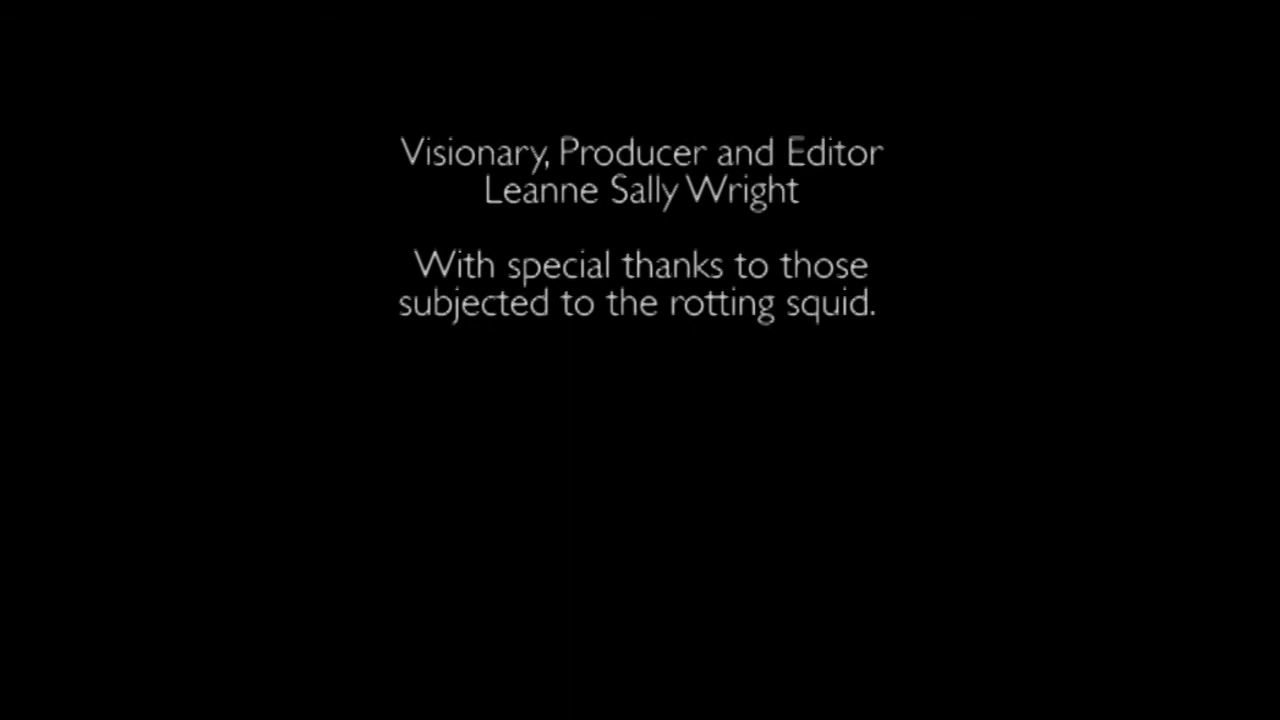 Visionary, Producer and Editor
Leanne Sally Wright
With special thanks to those
subjected to the rotting squid.